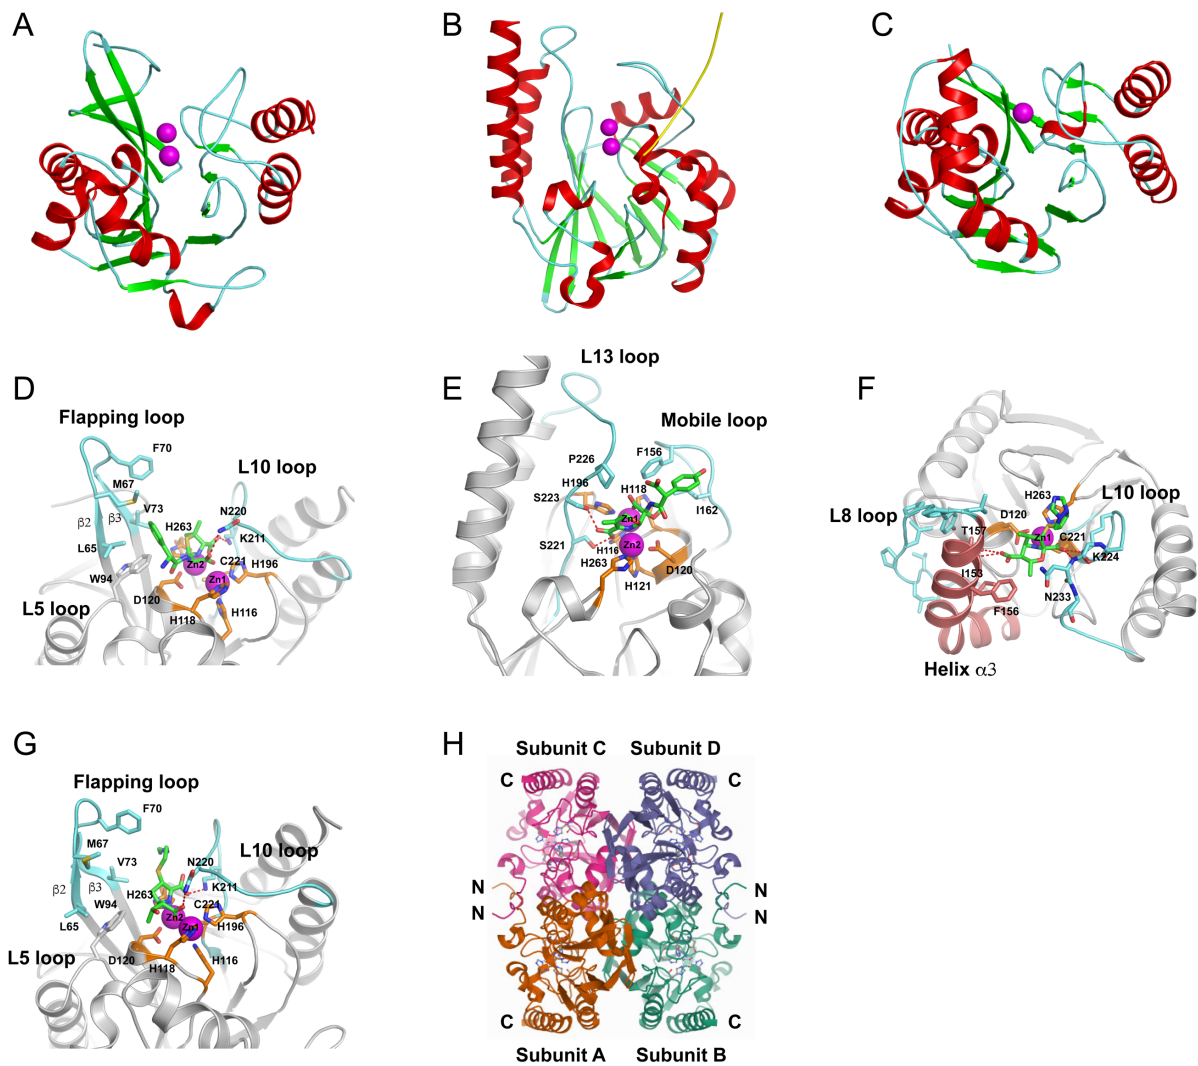 A
B
C
D
Flapping loop
F70
L10 loop
M67
β2
β3
V73
H263
N220
K211
L65
Zn2
C221
H196
W94
Zn1
L5 loop
D120
H118
H116
E
L13 loop
Mobile loop
P226
F156
H196
H118
S223
I162
Zn1
S221
H116
Zn2
H263
D120
H121
F
H263
L10 loop
L8 loop
D120
T157
Zn1
C221
K224
I153
N233
F156
Helix α3
G
Flapping loop
F70
M67
V73
N220
L10 loop
β2
β3
H263
K211
W94
C221
Zn2
L65
Zn1
H196
L5 loop
D120
H118
H116
H
Subunit C Subunit D
C
C
N
N
N
N
C
C
Subunit A Subunit B